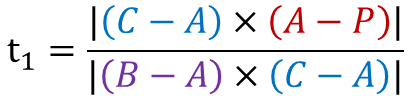 t₁ = |(C − A) × (A − P)|
|(B − A) × (C − A)|